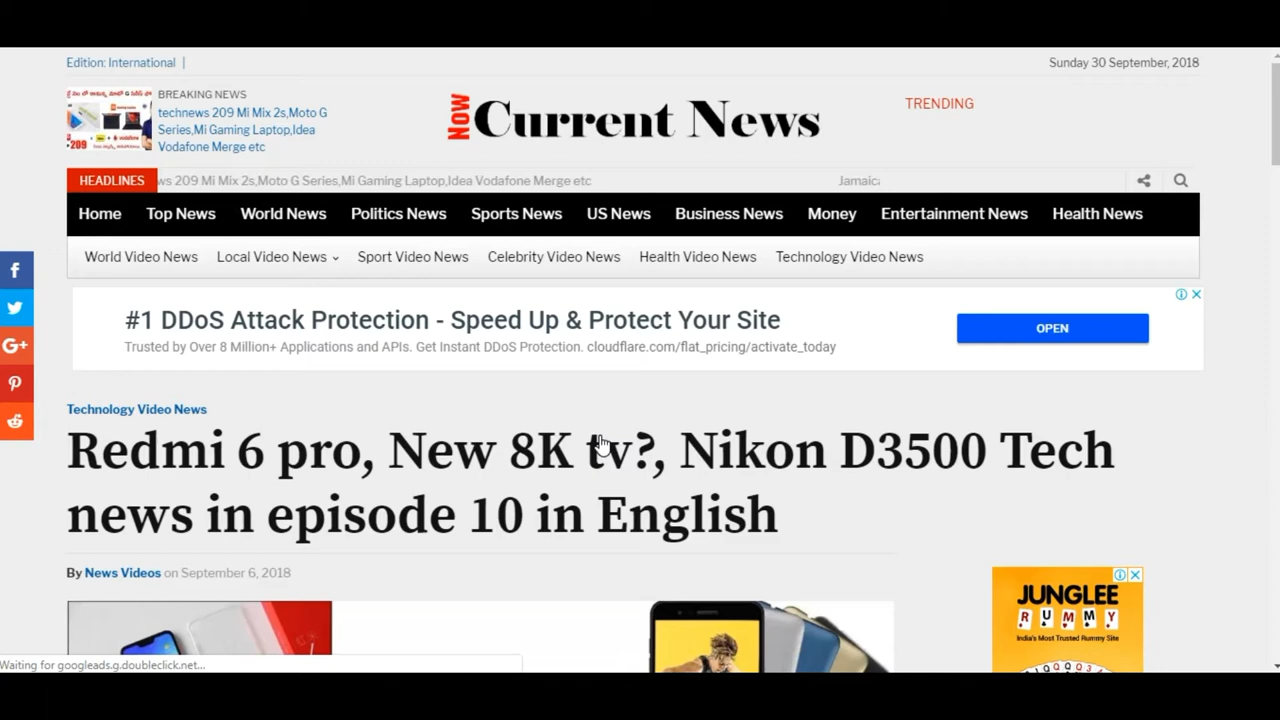 Edition: International |
Sunday 30 September, 2018
BREAKING NEWS
technews 209 Mi Mix 2s,Moto G
Series,Mi Gaming Laptop,Idea
Vodafone Merge etc
209
NOW Current News
TRENDING
HEADLINES
ws 209 Mi Mix 2s,Moto G Series,Mi Gaming Laptop,Idea Vodafone Merge etc
Jamaic
Home Top News World News Politics News Sports News US News Business News Money Entertainment News Health News
World Video News Local Video News Sport Video News Celebrity Video News Health Video News Technology Video News
#1 DDoS Attack Protection - Speed Up & Protect Your Site
Trusted by Over 8 Million+ Applications and APIs. Get Instant DDoS Protection. cloudflare.com/flat_pricing/activate_today
OPEN
Technology Video News
Redmi 6 pro, New 8K tv?, Nikon D3500 Tech
news in episode 10 in English
By News Videos on September 6, 2018
JUNGLEE
RUMMY
India's Most Trusted Rummy Site
Waiting for googleads.g.doubleclick.net...